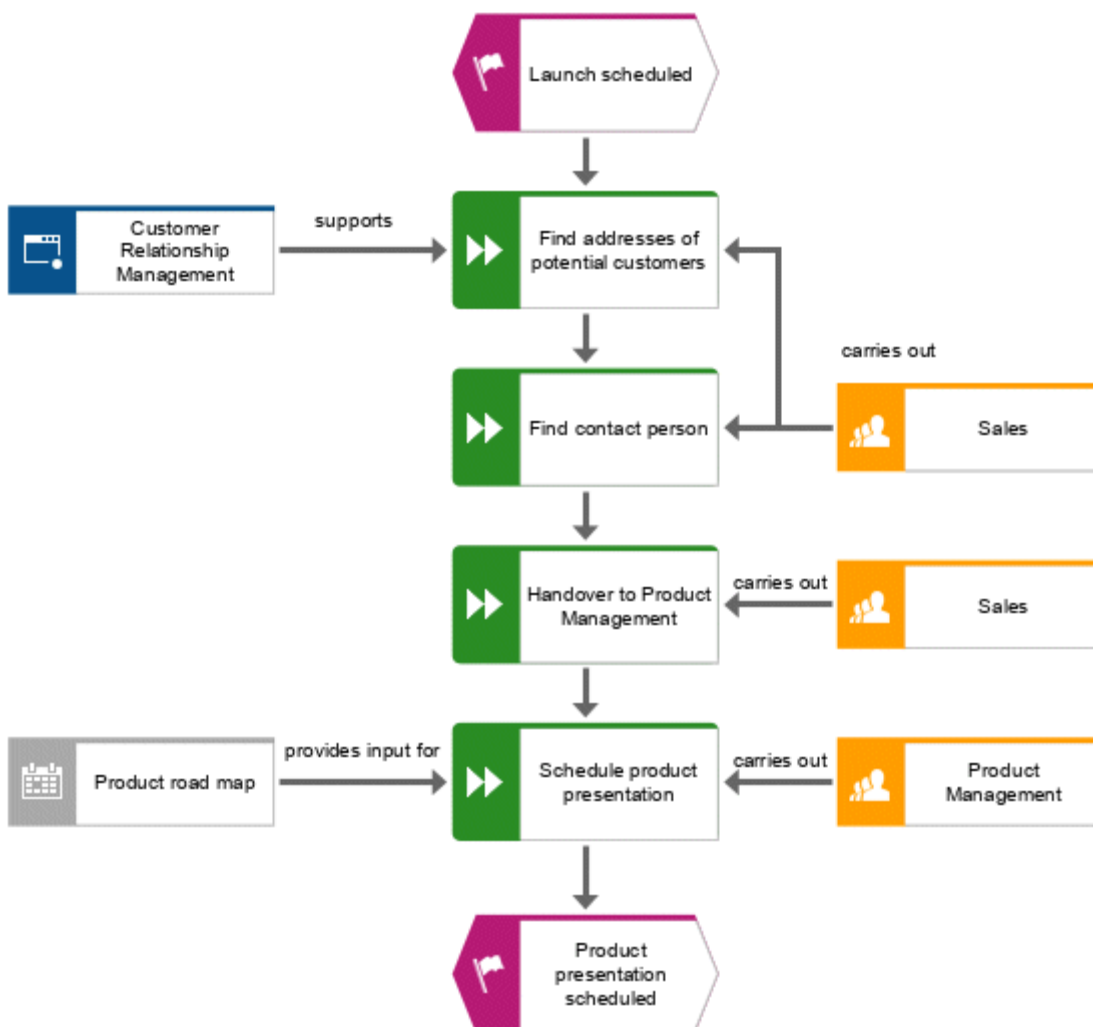 Launch scheduled
supports
Customer
Relationship
Management
Find addresses of
potential customers
carries out
Find contact person
Sales
Handover to Product
Management
carries out
Sales
provides input for
Product road map
Schedule product
presentation
carries out
Product
Management
Product
presentation
scheduled